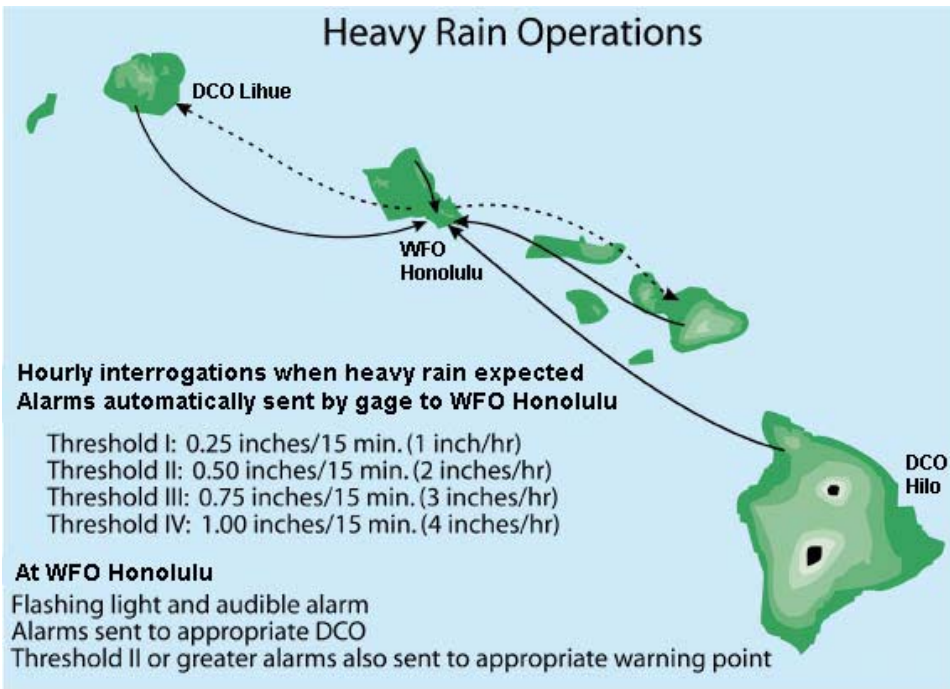 Heavy Rain Operations
DCO Lihue
WFO
Honolulu
Hourly interrogations when heavy rain expected
Alarms automatically sent by gage to WFO Honolulu
Threshold I: 0.25 inches/15 min. (1 inch/hr)
Threshold II: 0.50 inches/15 min. (2 inches/hr)
Threshold III: 0.75 inches/15 min. (3 inches/hr)
Threshold IV: 1.00 inches/15 min. (4 inches/hr)
DCO
Hilo
At WFO Honolulu
Flashing light and audible alarm
Alarms sent to appropriate DCO
Threshold II or greater alarms also sent to appropriate warning point